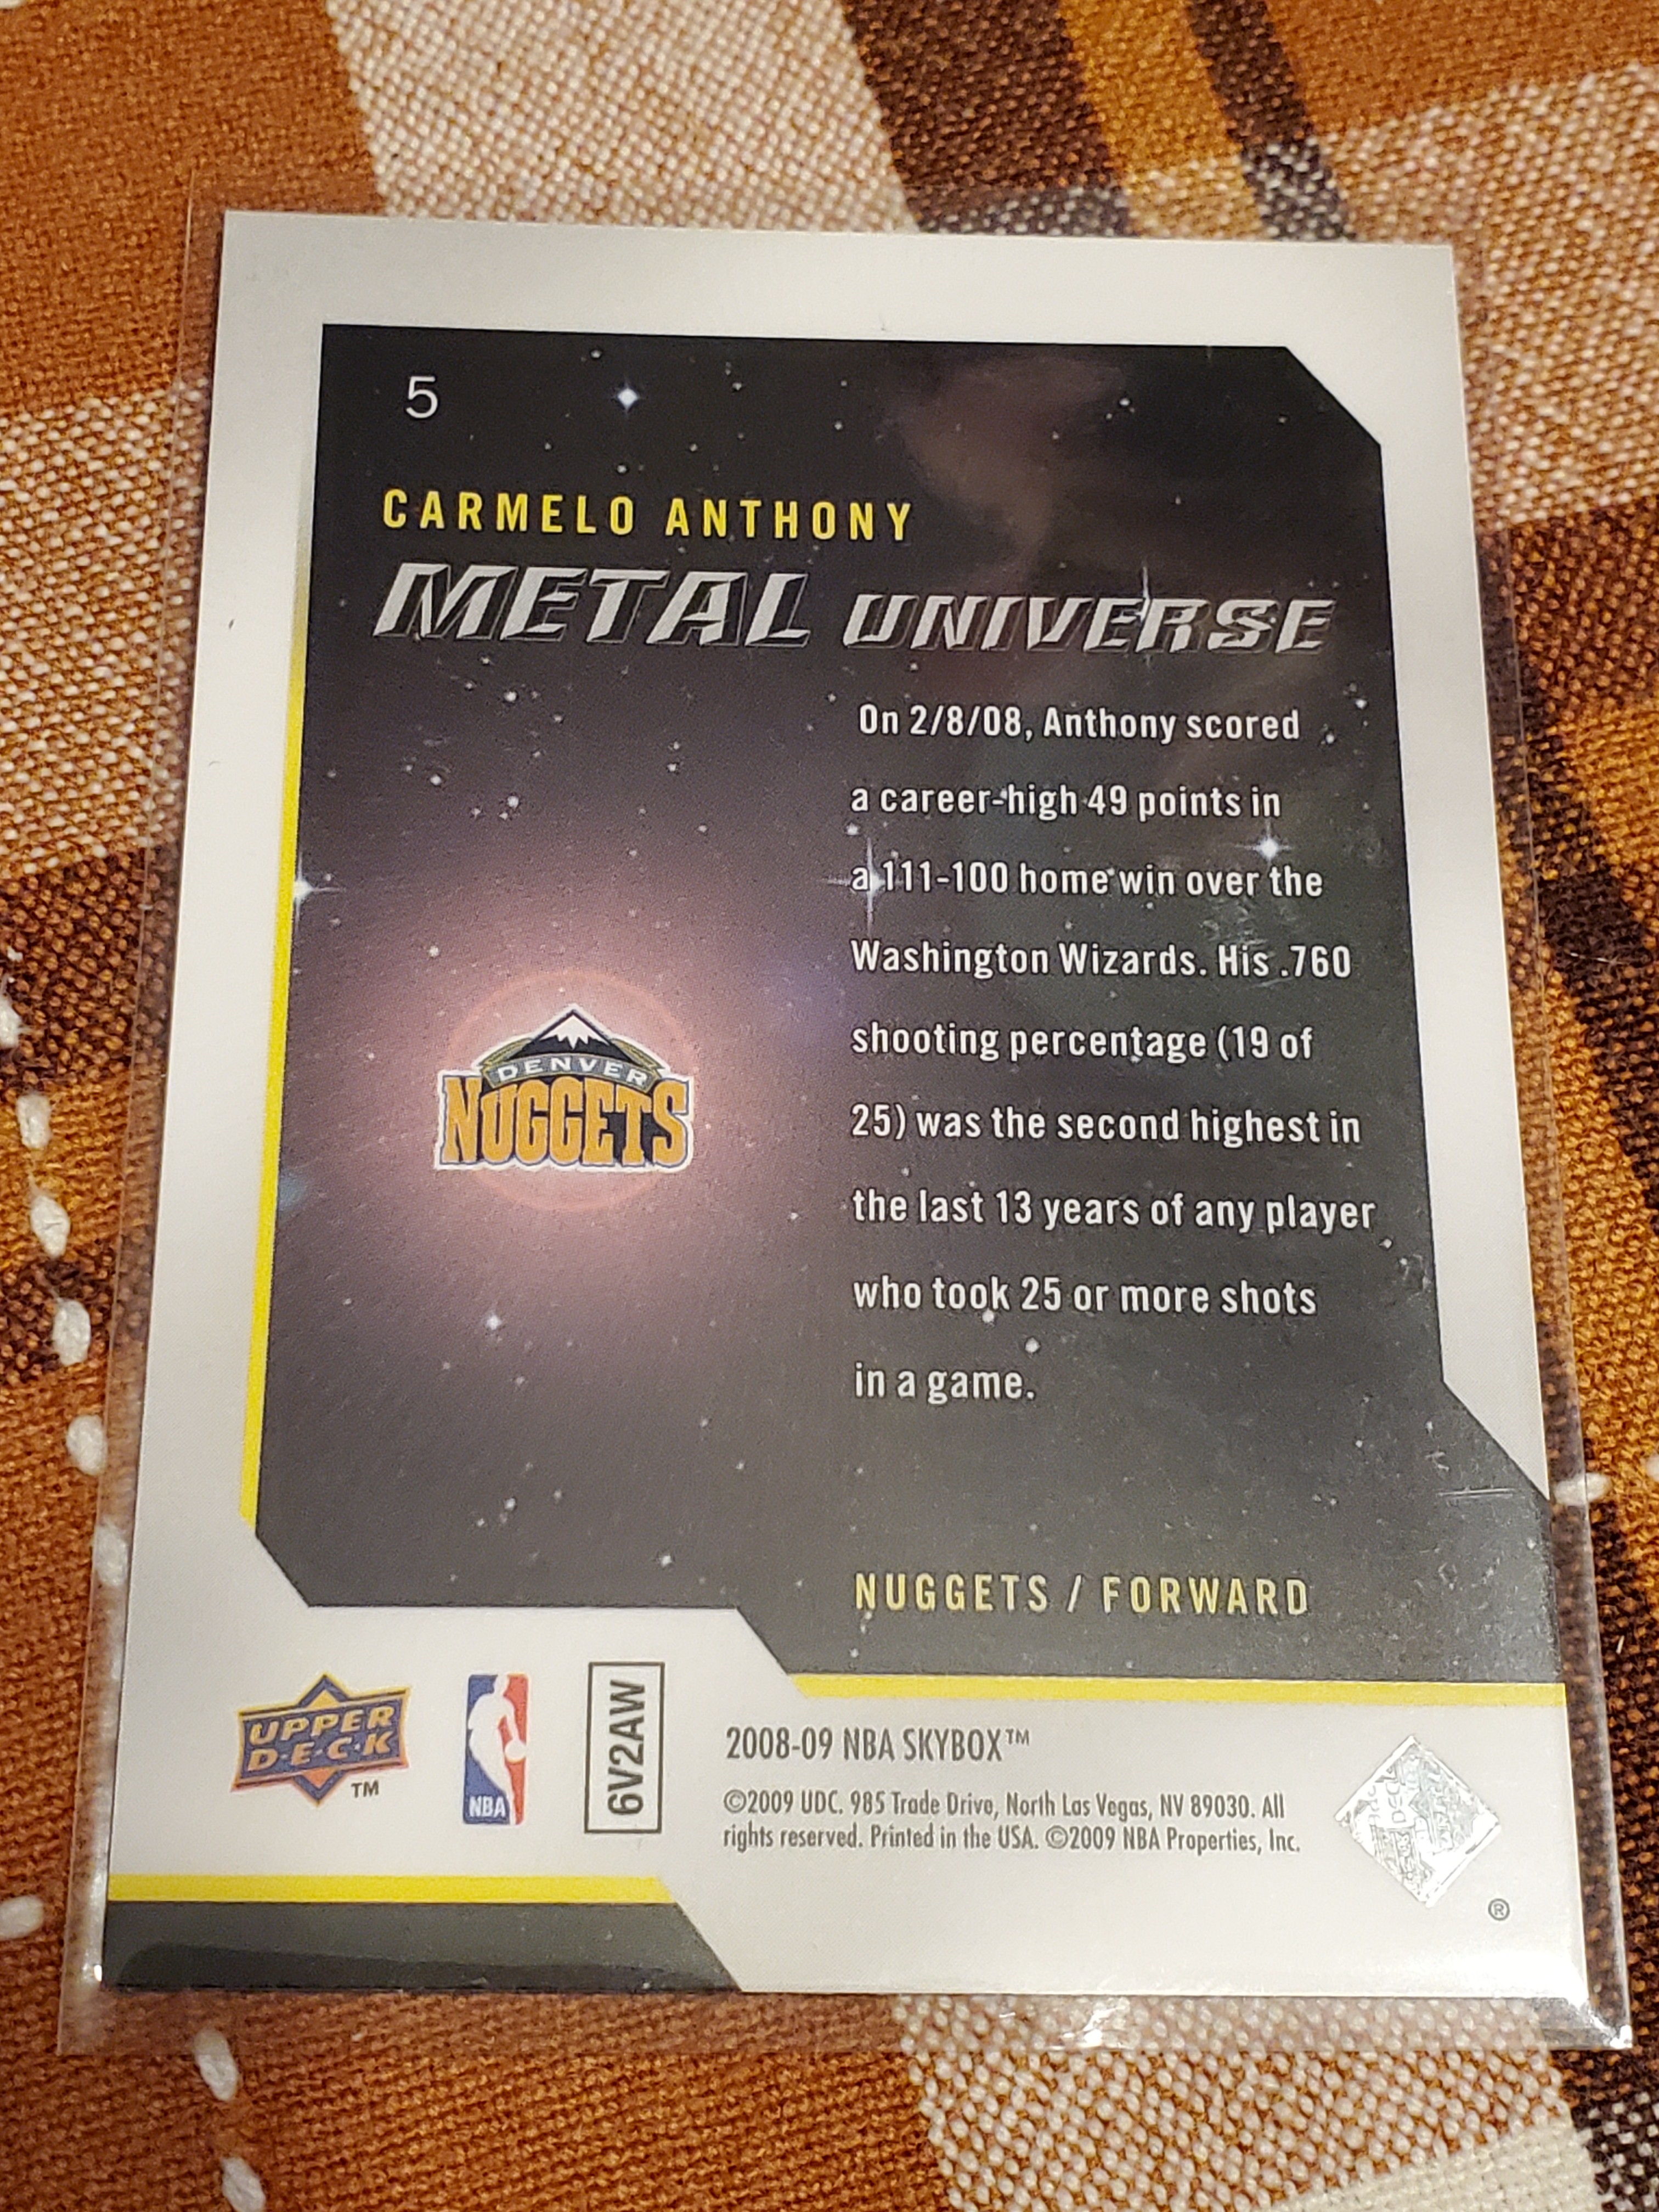 5
CARMELO ANTHONY
METAL UNIVERSE
On 2/8/08, Anthony scored
a career-high 49 points in
a 111-100 home win over the
Washington Wizards. His .760
shooting percentage (19 of
25) was the second highest in
the last 13 years of any player
who took 25 or more shots
in a game.
DENVER
NUGGETS
NUGGETS / FORWARD
UPPER
D·E·C·K
TM
NBA
6V2AW
2008-09 NBA SKYBOX™
©2009 UDC. 985 Trade Drive, North Las Vegas, NV 89030. All
rights reserved. Printed in the USA. ©2009 NBA Properties, Inc.
®